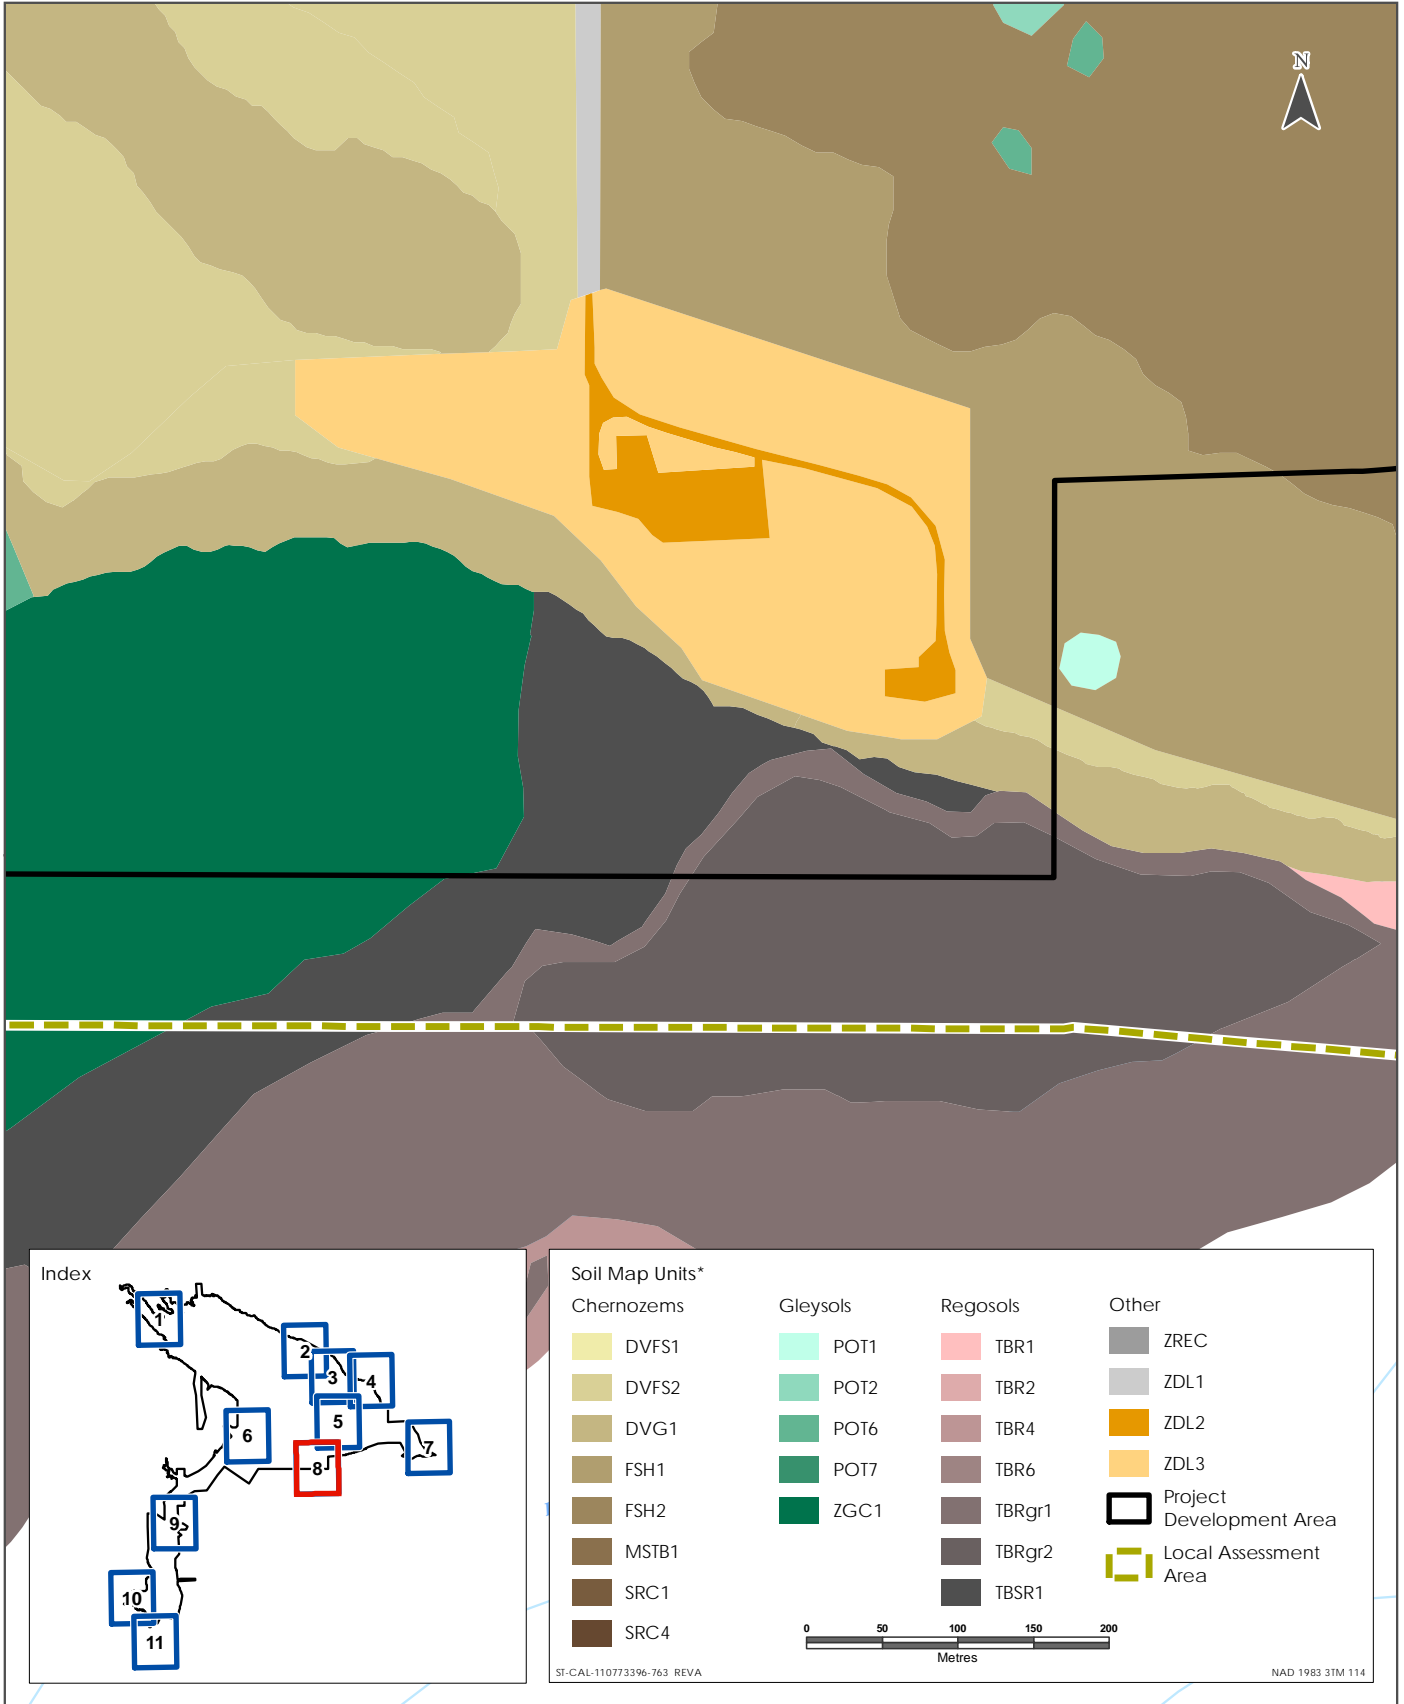 N
Index
1
2
3
4
5
6
7
8
9
10
11
Soil Map Units*
Chernozems
DVFS1
DVFS2
DVG1
FSH1
FSH2
MSTB1
SRC1
SRC4
Gleysols
POT1
POT2
POT6
POT7
ZGC1
Regosols
TBR1
TBR2
TBR4
TBR6
TBRgr1
TBRgr2
TBSR1
Other
ZREC
ZDL1
ZDL2
ZDL3
Project
Development Area
Local Assessment
Area
0 50 100 150 200
Metres
ST-CAL-110773396-763 REVA
NAD 1983 3TM 114